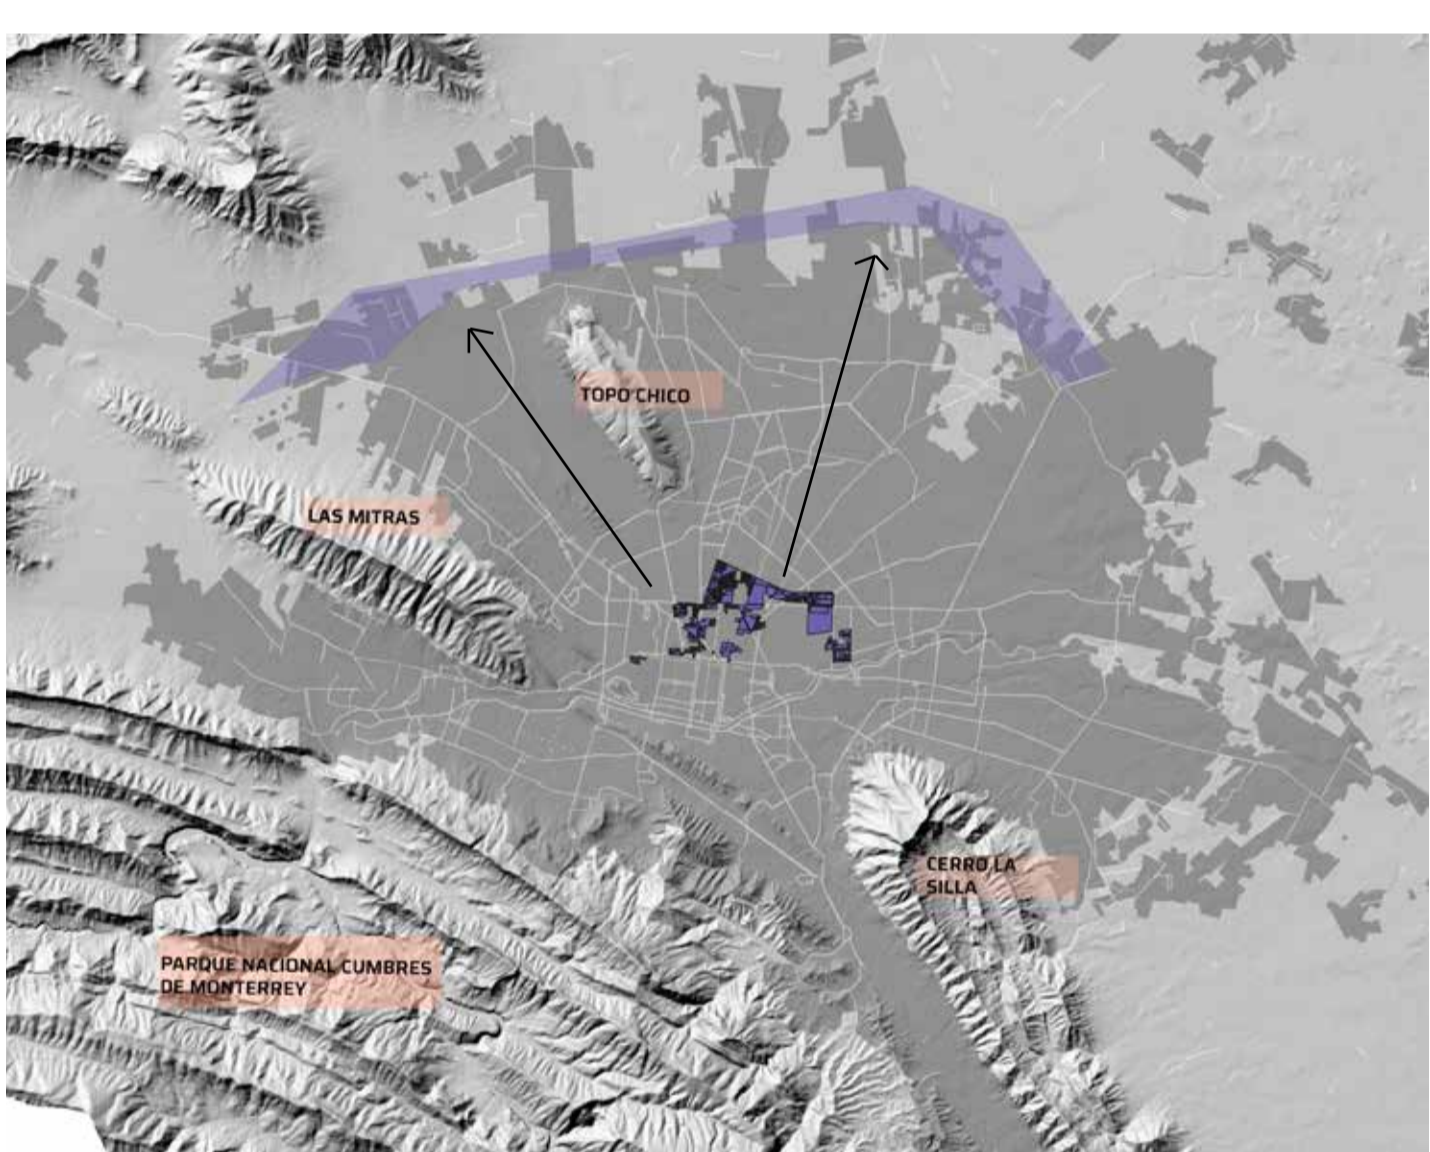 TOPO CHICO
LAS MITRAS
CERRO LA
SILLA
PARQUE NACIONAL CUMBRES
DE MONTERREY